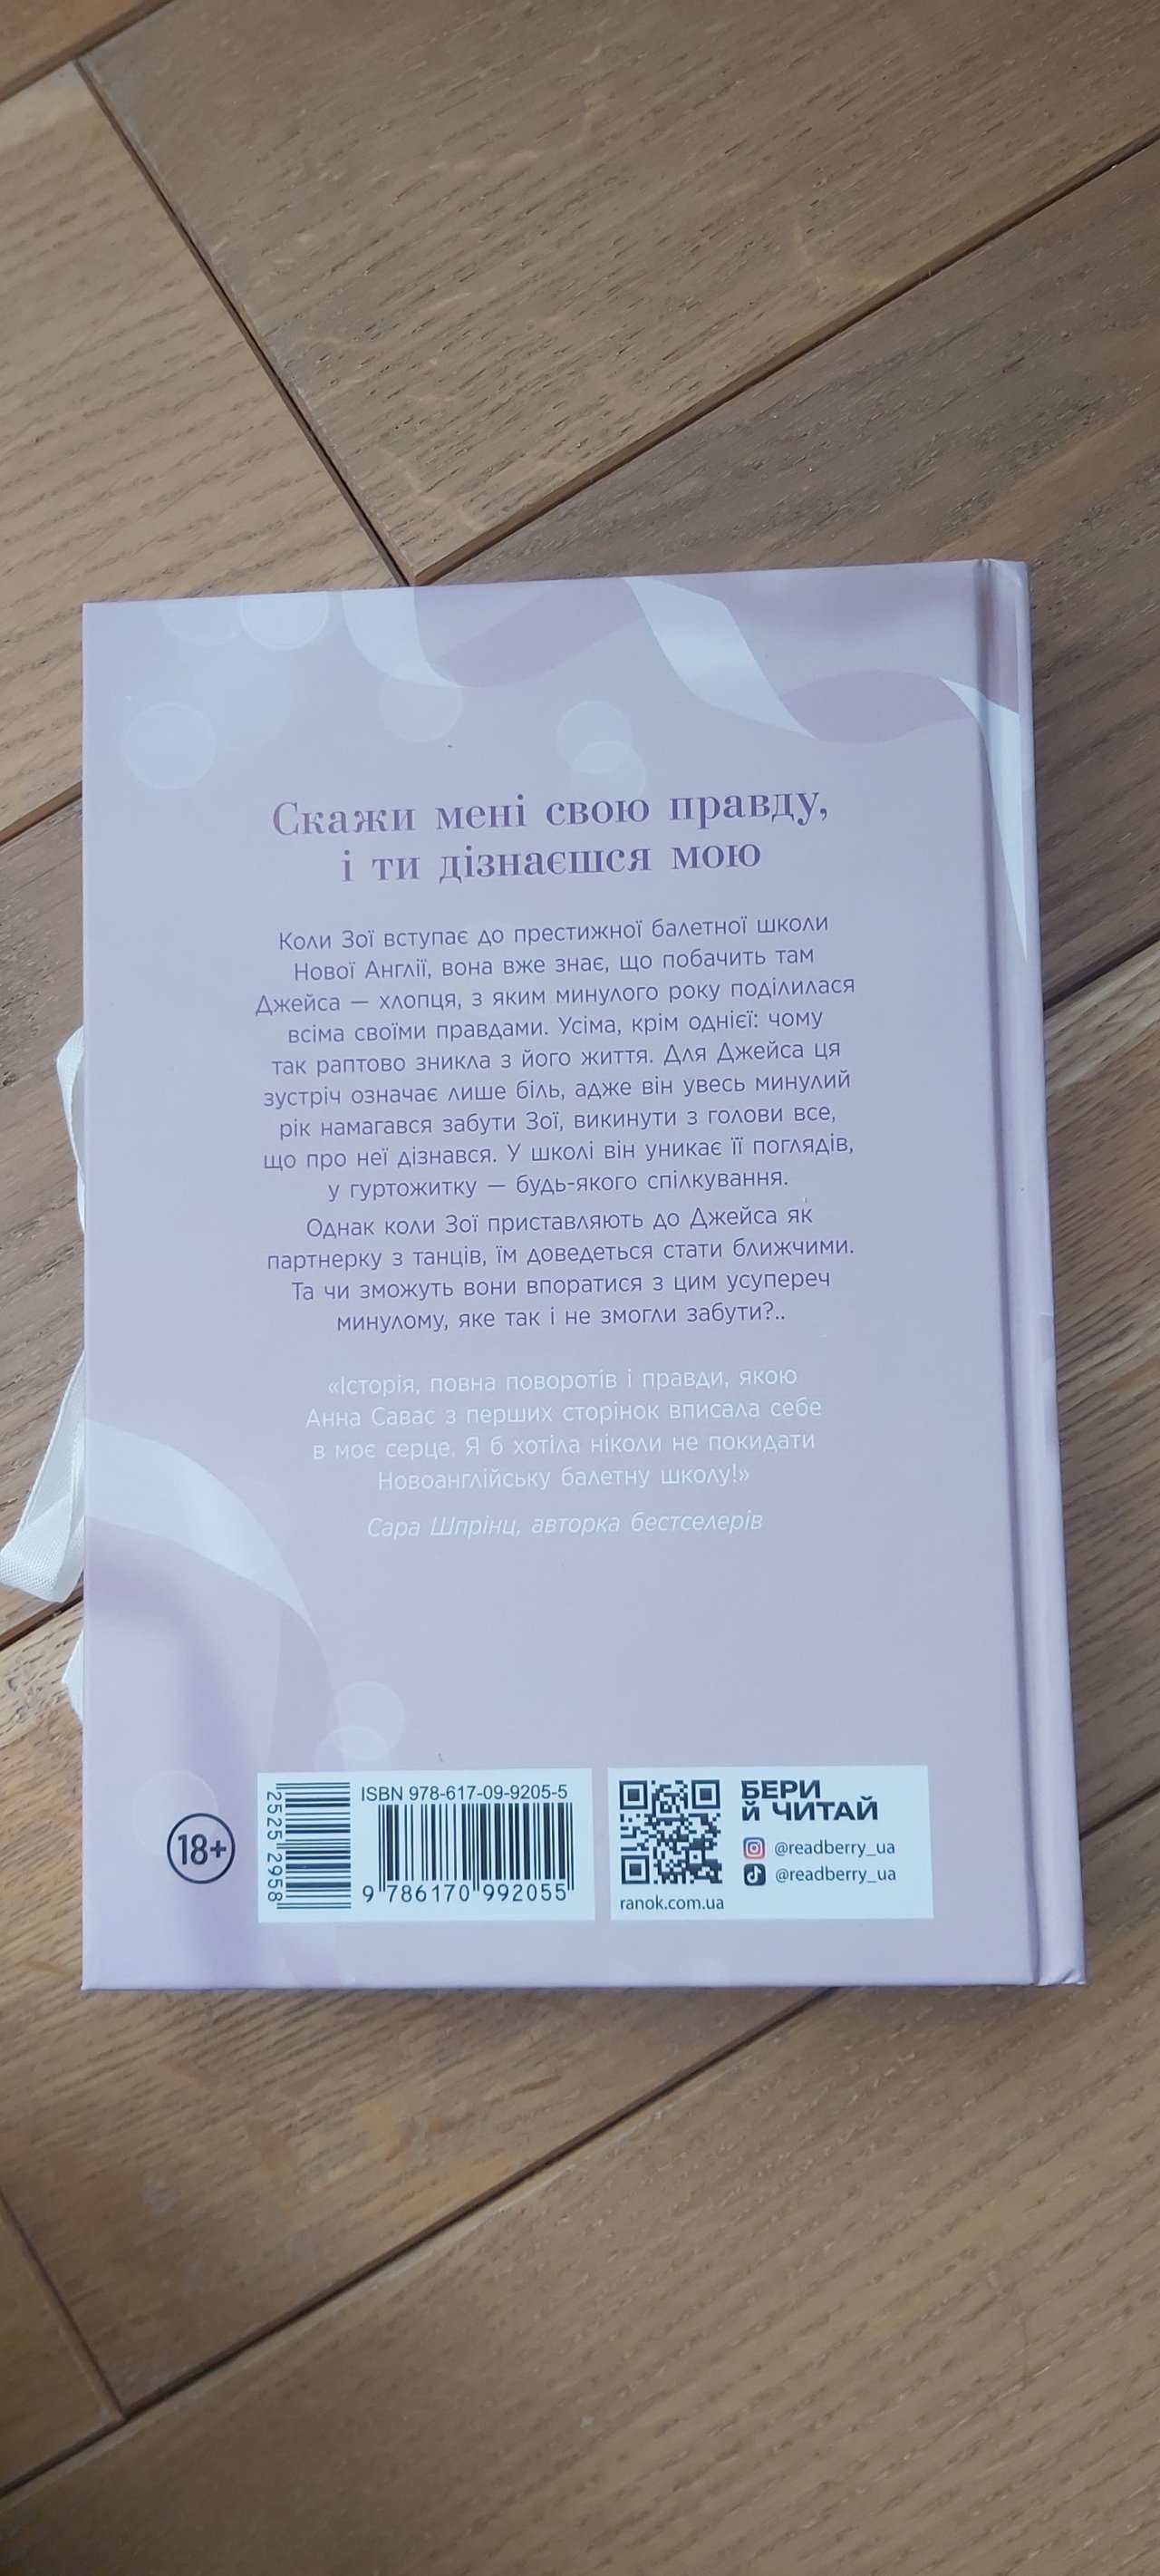 Скажи мені свою правду,
і ти дізнаєшся мою
Коли Зої вступає до престижної балетної школи
Нової Англії, вона вже знає, що побачить там
Джейса — хлопця, з яким минулого року поділилася
всіма своїми правдами. Усіма, крім однієї: чому
так раптово зникла з його життя. Для Джейса ця
зустріч означає лише біль, адже він увесь минулий
рік намагався забути Зої, викинути з голови все,
що про неї дізнався. У школі він уникає її поглядів,
у гуртожитку — будь-якого спілкування.
Однак коли Зої приставляють до Джейса як
партнерку з танців, їм доведеться стати ближчими.
Та чи зможуть вони впоратися з цим усупереч
минулому, яке так і не змогли забути?..
«Історія, повна поворотів і правди, якою
Анна Савас з перших сторінок вписала себе
в моє серце. Я б хотіла ніколи не покидати
Новоанглійську балетну школу!»
Сара Шпрінц, авторка бестселерів
18+
2525 2958
ISBN 978-617-09-9205-5
9 786170 992055
БЕРИ
Й ЧИТАЙ
@readberry_ua
@readberry_ua
ranok.com.ua